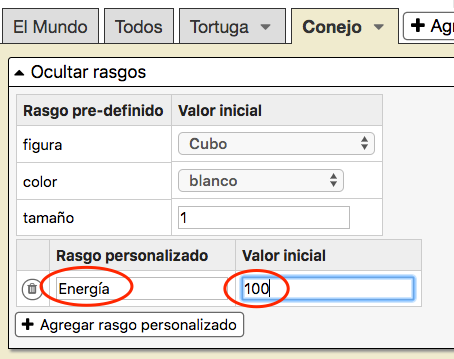 El Mundo Todos Tortuga Conejo + Agr
Ocultar rasgos
Rasgo pre-definido Valor inicial
figura Cubo
color blanco
tamaño 1
Rasgo personalizado Valor inicial
Energía 100
+ Agregar rasgo personalizado